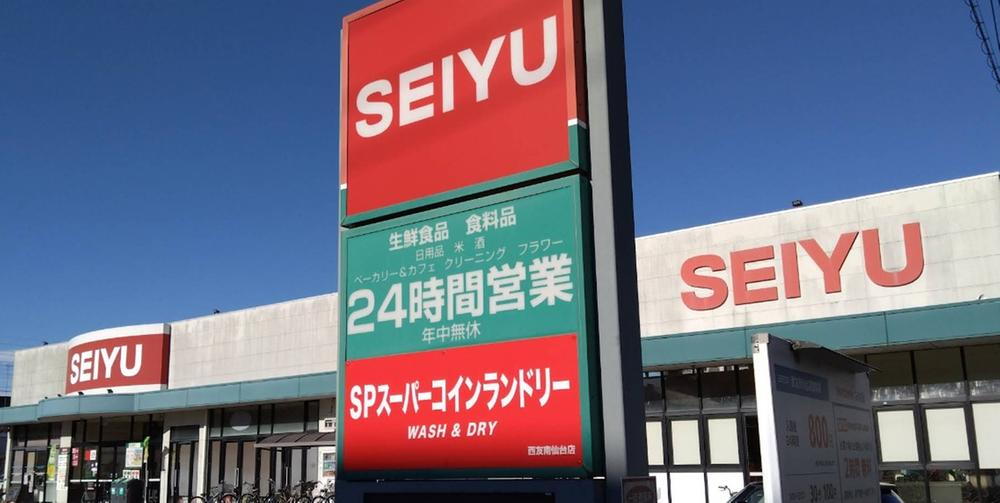 SEIYU
生鮮食品 食料品
日用品 米 酒
ベーカリー&カフェ クリーニング フラワー
24時間営業
年中無休
SPスーパーコインランドリー
WASH & DRY
西友南仙台店
SEIYU
SEIYU
800